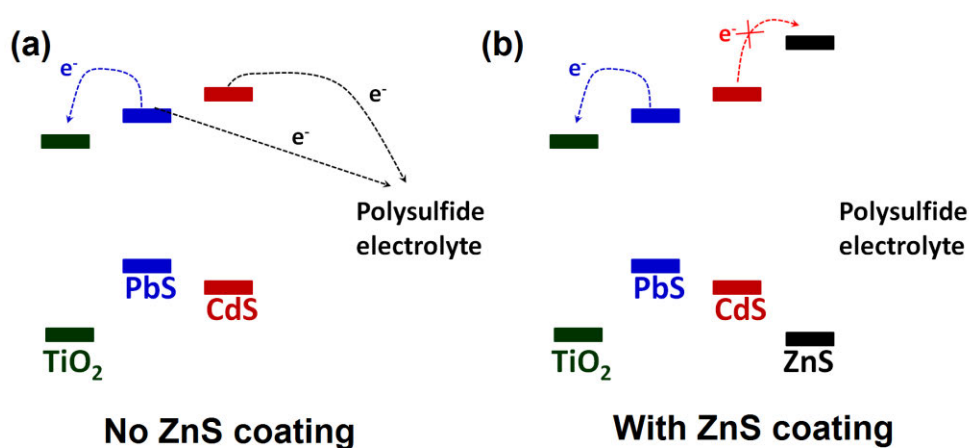 (a)
e⁻
e⁻
e⁻
Polysulfide
electrolyte
PbS
CdS
TiO₂
No ZnS coating
(b)
e⁻
e⁻
Polysulfide
electrolyte
PbS
CdS
TiO₂
ZnS
With ZnS coating